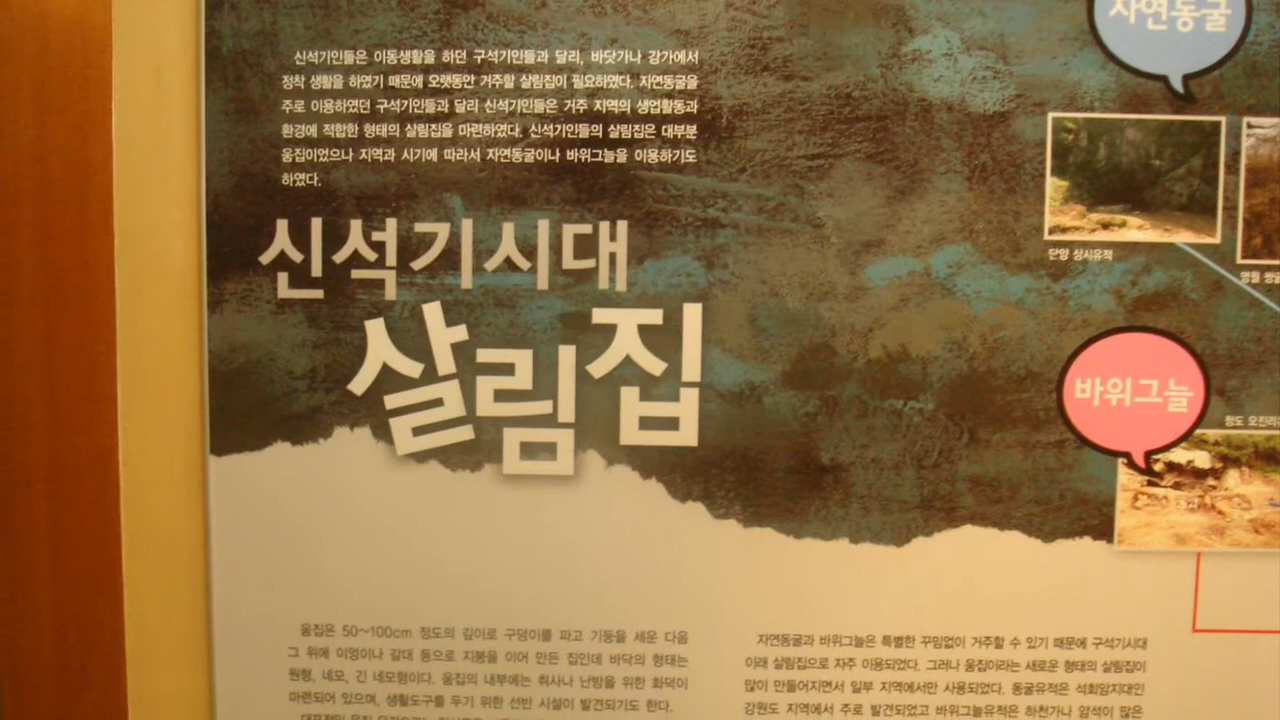 신석기인들은 이동생활을 하던 구석기인들과 달리, 바닷가나 강가에서
정착 생활을 하였기 때문에 오랫동안 거주할 살림집이 필요하였다. 자연동굴을
주로 이용하였던 구석기인들과 달리 신석기인들은 거주 지역의 생업활동과
환경에 적합한 형태의 살림집을 마련하였다. 신석기인들의 살림집은 대부분
움집이었으나 지역과 시기에 따라서 자연동굴이나 바위그늘을 이용하기도
하였다.
신석기시대
살림집
자연동굴
단양 상시유적
영월
바위그늘
청도
움집은 50~100cm 정도의 깊이로 구덩이를 파고 기둥을 세운 다음
그 위에 이엉이나 갈대 등으로 지붕을 이어 만든 집인데 바닥의 형태는
원형, 네모, 긴 네모형이다. 움집의 내부에는 취사나 난방을 위한 화덕이
마련되어 있으며, 생활도구를 두기 위한 선반 시설이 발견되기도 한다.
자연동굴과 바위그늘은 특별한 꾸밈없이 거주할 수 있기 때문에 구석기시대
이래 살림집으로 자주 이용되었다. 그러나 움집이라는 새로운 형태의 살림집이
많이 만들어지면서 일부 지역에서만 사용되었다. 동굴유적은 석회암지대인
강원도 지역에서 주로 발견되었고 바위그늘유적은 하천가나 암석이 많은